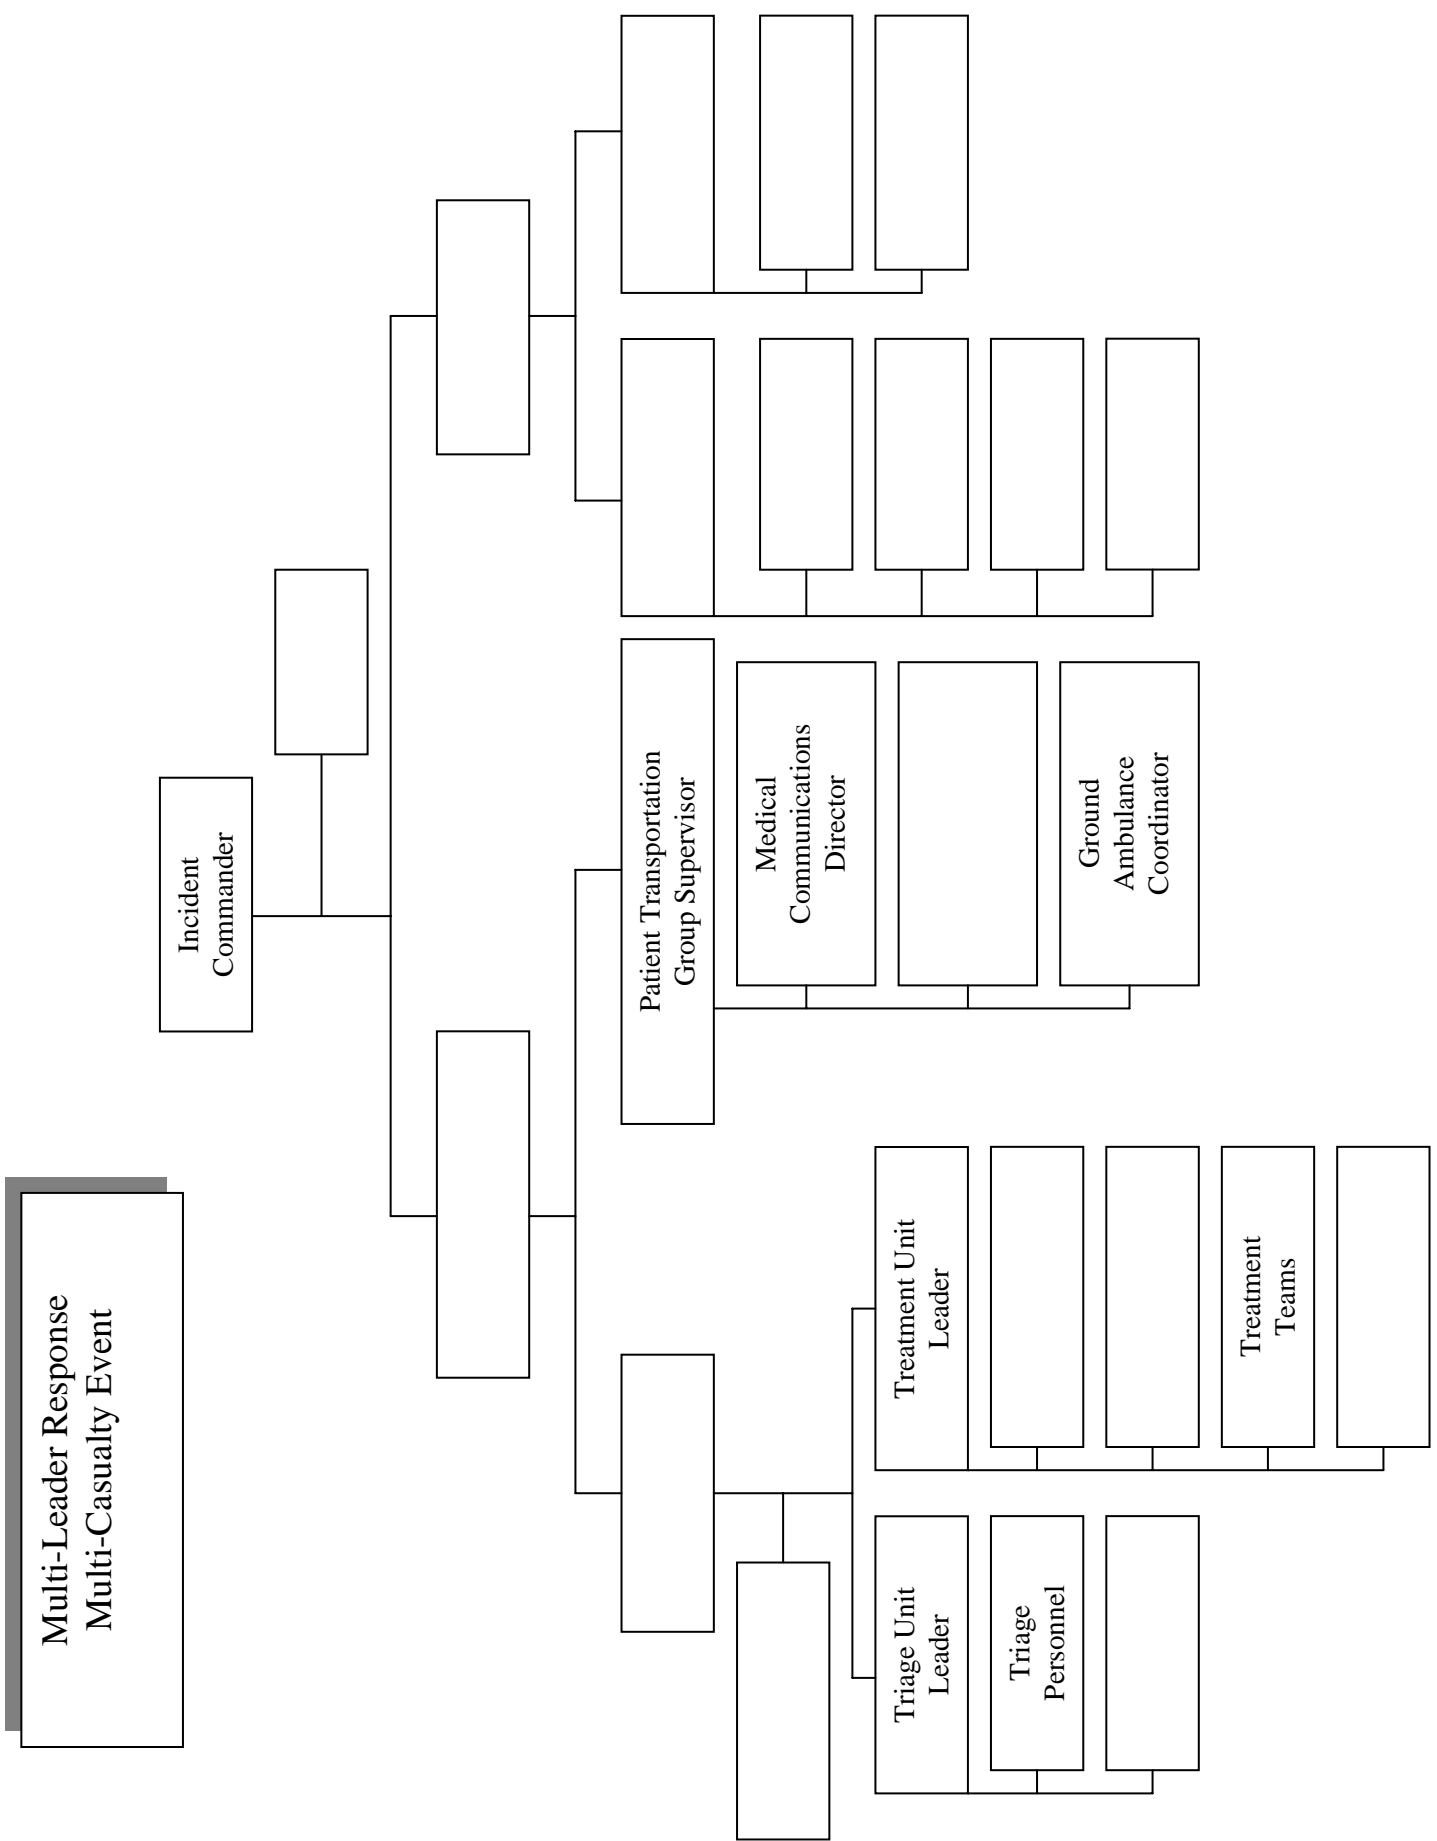 Multi-Leader Response
Multi-Casualty Event
Incident
Commander
Patient Transportation
Group Supervisor
Medical
Communications
Director
Ground
Ambulance
Coordinator
Triage Unit
Leader
Triage
Personnel
Treatment Unit
Leader
Treatment
Teams